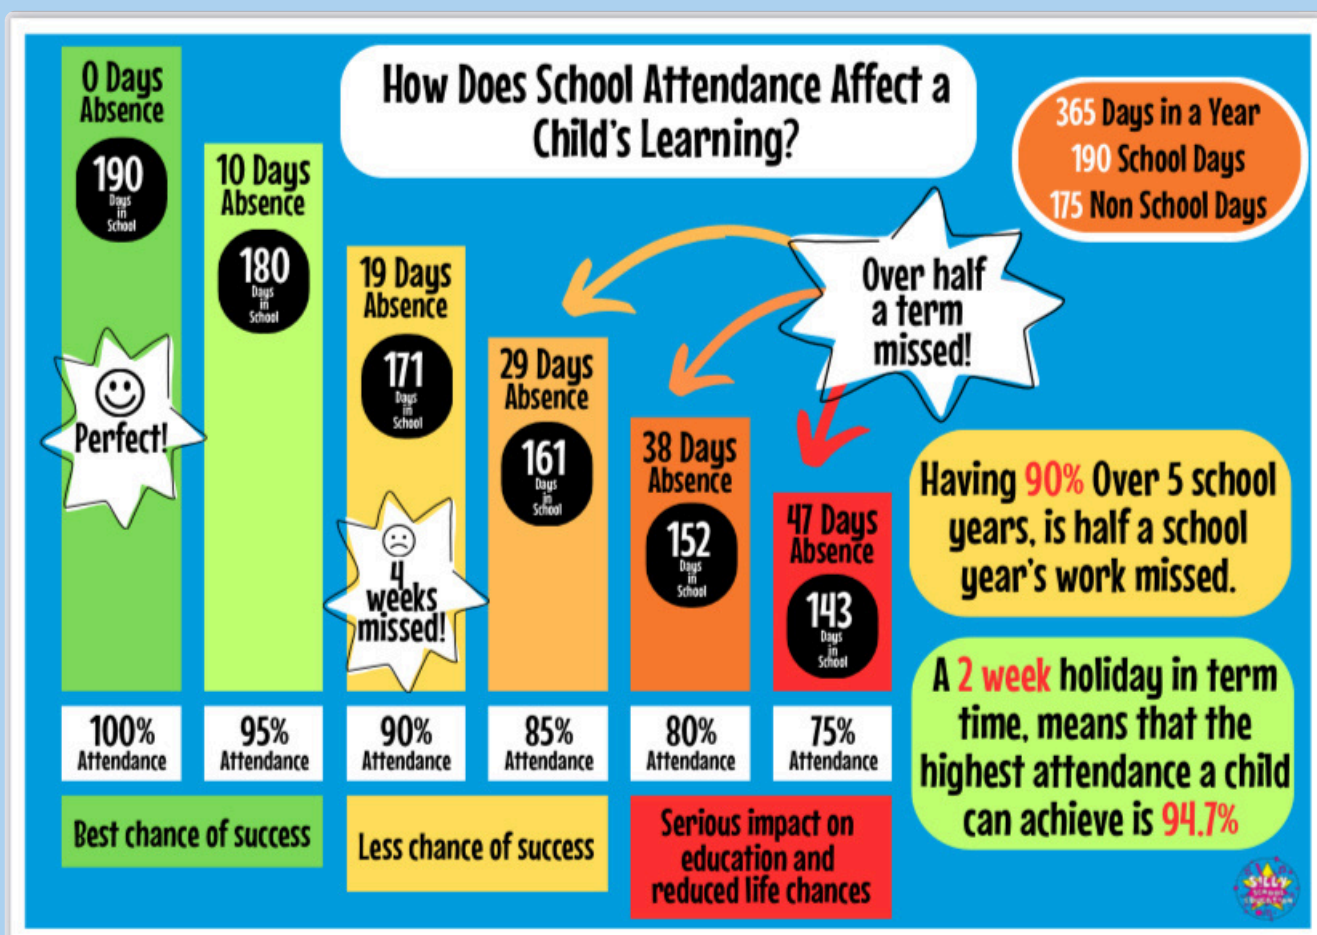 How Does School Attendance Affect a
Child's Learning?
365 Days in a Year
190 School Days
175 Non School Days
0 Days
Absence
190
Days
in
School
Perfect!
10 Days
Absence
180
Days
in
School
19 Days
Absence
171
Days
in
School
4
weeks
missed!
29 Days
Absence
161
Days
in
School
38 Days
Absence
152
Days
in
School
47 Days
Absence
143
Days
in
School
Over half
a term
missed!
Having 90% Over 5 school
years, is half a school
year's work missed.
A 2 week holiday in term
time, means that the
highest attendance a child
can achieve is 94.7%
100%
Attendance
95%
Attendance
90%
Attendance
85%
Attendance
80%
Attendance
75%
Attendance
Best chance of success
Less chance of success
Serious impact on
education and
reduced life chances
SILLY
SCHOOL
EDUCATION